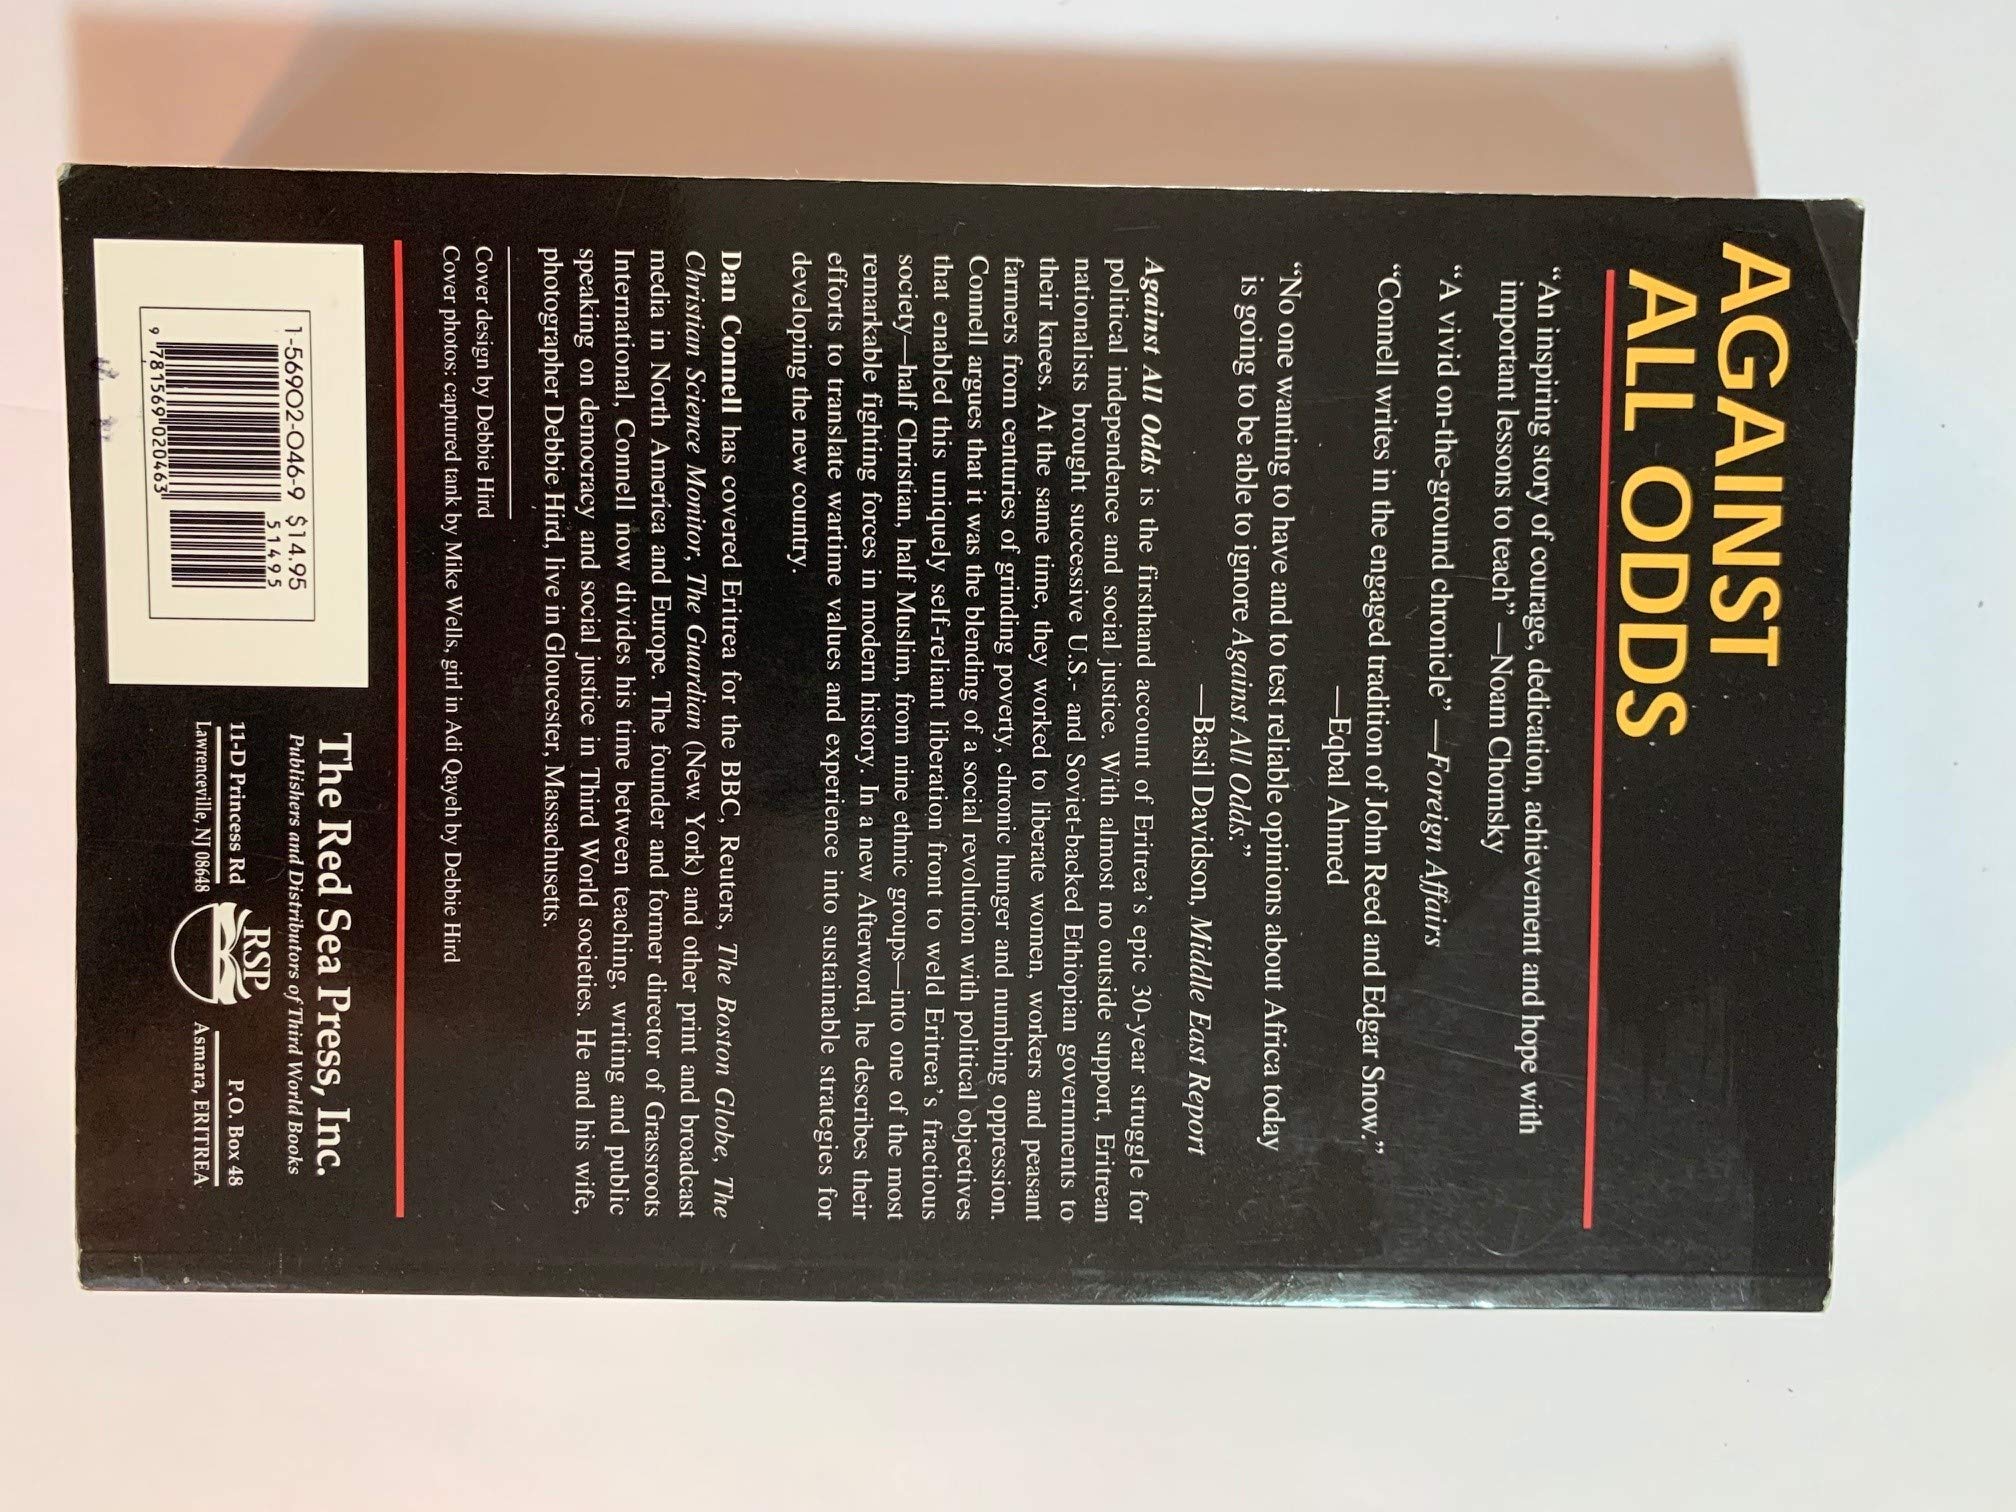 AGAINST
ALL ODDS
“An inspiring story of courage, dedication, achievement and hope with
important lessons to teach” —Noam Chomsky
“A vivid on-the-ground chronicle” —Foreign Affairs
“Connell writes in the engaged tradition of John Reed and Edgar Snow.”
—Eqbal Ahmed
“No one wanting to have and to test reliable opinions about Africa today
is going to be able to ignore Against All Odds.”
—Basil Davidson, Middle East Report
Against All Odds is the firsthand account of Eritrea’s epic 30-year struggle for
political independence and social justice. With almost no outside support, Eritrean
nationalists brought successive U.S.- and Soviet-backed Ethiopian governments to
their knees. At the same time, they worked to liberate women, workers and peasant
farmers from centuries of grinding poverty, chronic hunger and numbing oppression.
Connell argues that it was the blending of a social revolution with political objectives
that enabled this uniquely self-reliant liberation front to weld Eritrea’s fractious
society—half Christian, half Muslim, from nine ethnic groups—into one of the most
remarkable fighting forces in modern history. In a new Afterword, he describes their
efforts to translate wartime values and experience into sustainable strategies for
developing the new country.
Dan Connell has covered Eritrea for the BBC, Reuters, The Boston Globe, The
Christian Science Monitor, The Guardian (New York) and other print and broadcast
media in North America and Europe. The founder and former director of Grassroots
International, Connell now divides his time between teaching, writing and public
speaking on democracy and social justice in Third World societies. He and his wife,
photographer Debbie Hird, live in Gloucester, Massachusetts.
Cover design by Debbie Hird
Cover photos: captured tank by Mike Wells, girl in Adi Qayeh by Debbie Hird
1-56902-046-9 $14.95
51495
9 781569 020463
The Red Sea Press, Inc.
Publishers and Distributors of Third World Books
11-D Princess Rd
Lawrenceville, NJ 08648
RSP
P.O. Box 48
Asmara, ERITREA